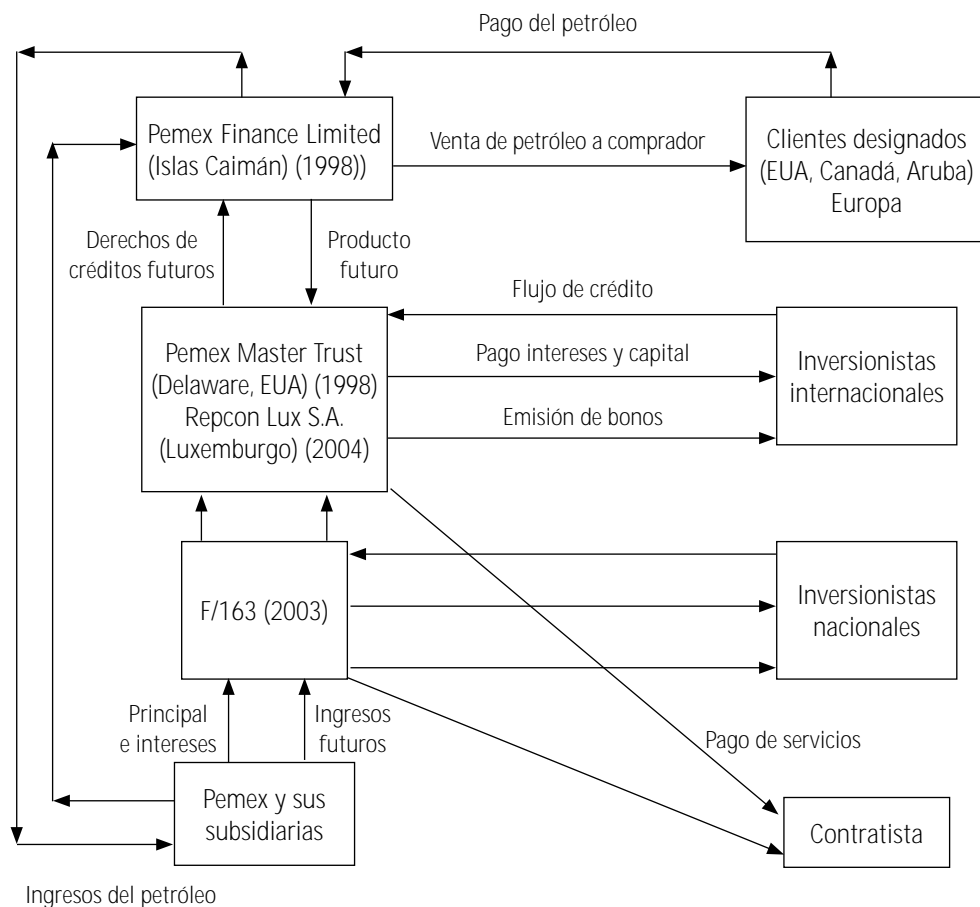 Pago del petróleo
Pemex Finance Limited
(Islas Caimán) (1998))
Venta de petróleo a comprador
Clientes designados
(EUA, Canadá, Aruba)
Europa
Derechos de
créditos futuros
Producto
futuro
Flujo de crédito
Pemex Master Trust
(Delaware, EUA) (1998)
Repcon Lux S.A.
(Luxemburgo) (2004)
Pago intereses y capital
Emisión de bonos
Inversionistas
internacionales
F/163 (2003)
Inversionistas
nacionales
Principal
e intereses
Ingresos
futuros
Pago de servicios
Pemex y sus
subsidiarias
Contratista
Ingresos del petróleo